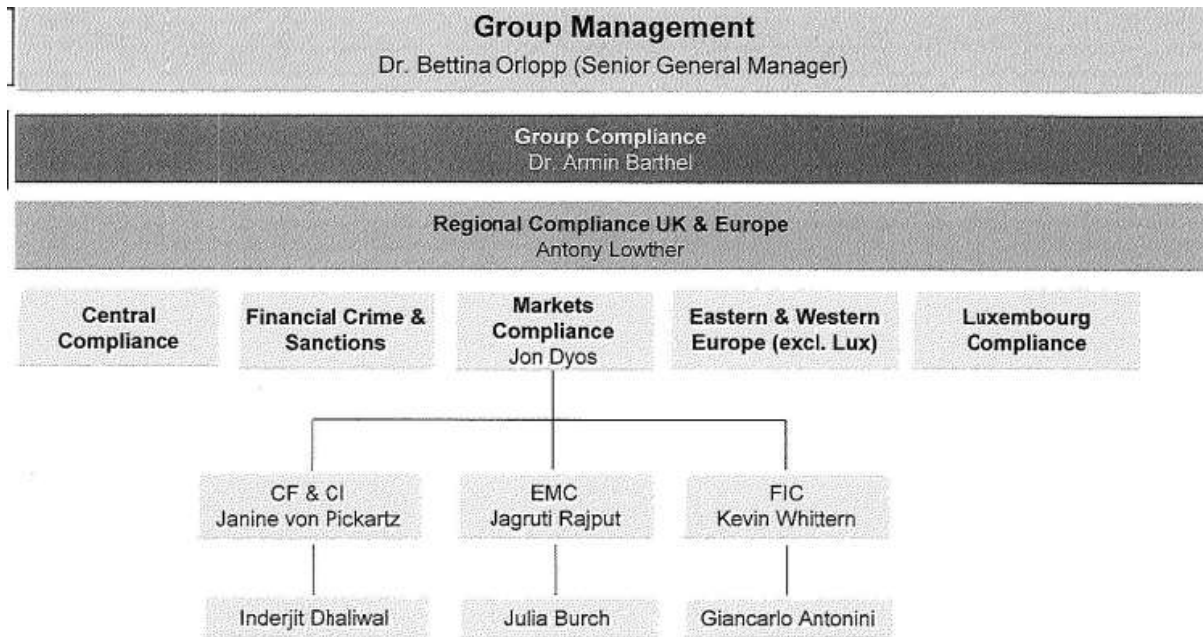 Group Management
Dr. Bettina Orlopp (Senior General Manager)
Group Compliance
Dr. Armin Barthel
Regional Compliance UK & Europe
Antony Lowther
Central
Compliance
Financial Crime &
Sanctions
Markets
Compliance
Jon Dyos
Eastern & Western
Europe (excl. Lux)
Luxembourg
Compliance
CF & CI
Janine von Pickartz
EMC
Jagruti Rajput
FIC
Kevin Whittern
Inderjit Dhaliwal
Julia Burch
Giancarlo Antonini